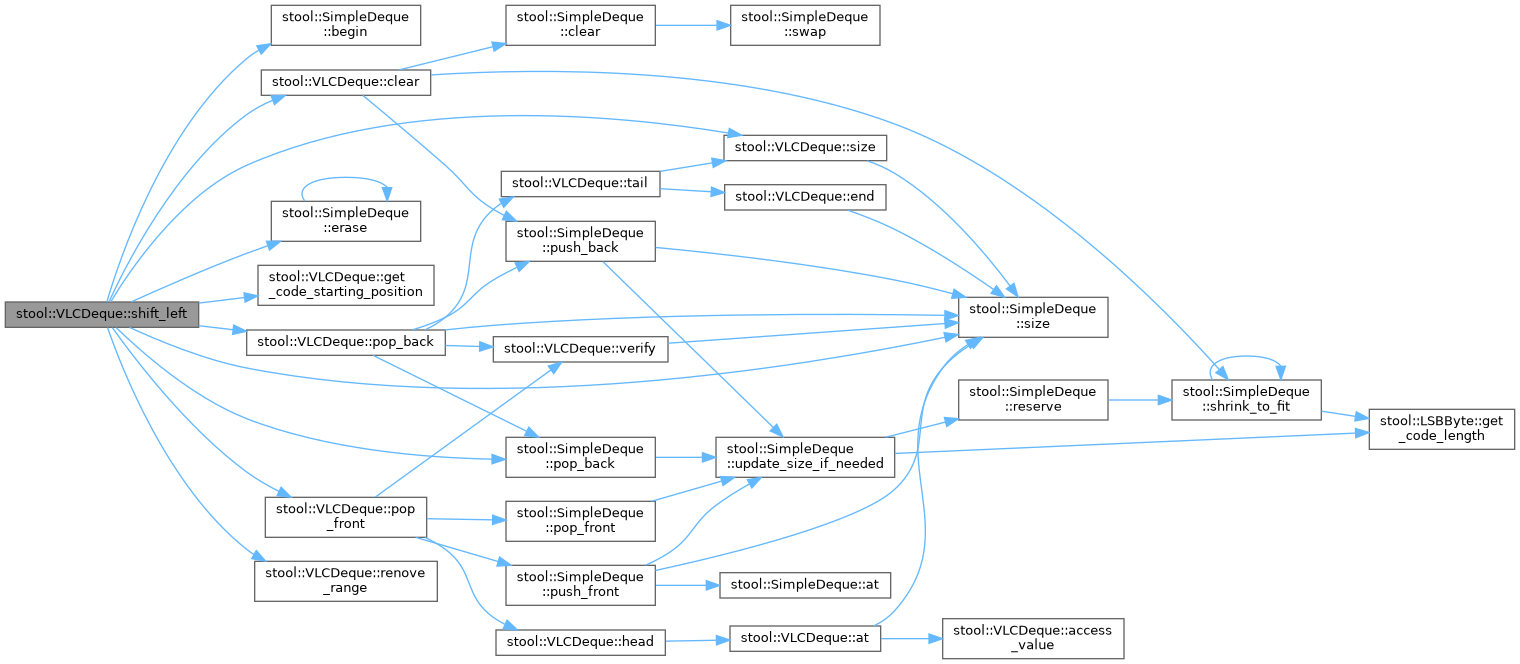 stool::VLCDeque::shift_left
stool::SimpleDeque
::begin
stool::VLCDeque::clear
stool::SimpleDeque
::erase
stool::VLCDeque::get
_code_starting_position
stool::VLCDeque::pop_back
stool::VLCDeque::pop
_front
stool::VLCDeque::renove
_range
stool::SimpleDeque
::clear
stool::VLCDeque::tail
stool::SimpleDeque
::push_back
stool::VLCDeque::verify
stool::SimpleDeque
::pop_back
stool::SimpleDeque
::pop_front
stool::SimpleDeque
::push_front
stool::VLCDeque::head
stool::SimpleDeque
::swap
stool::VLCDeque::size
stool::VLCDeque::end
stool::SimpleDeque
::update_size_if_needed
stool::SimpleDeque::at
stool::VLCDeque::at
stool::SimpleDeque
::size
stool::SimpleDeque
::reserve
stool::VLCDeque::access
_value
stool::SimpleDeque
::shrink_to_fit
stool::LSBByte::get
_code_length